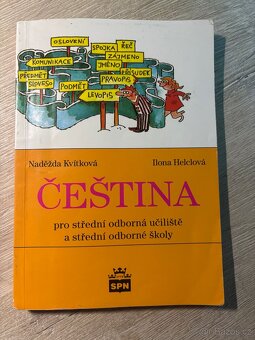 OSLOVNÍ
SPOJKA
ŘEČ
ZÁJMENO
KOMUNIKACE
JMÉNO
PŘEDMĚT
PŘÍSUDEK
SLOVESO
PODMĚT
PRAVOPIS
LEVOPIS
Naděžda Kvítková
Ilona Helclová
ČEŠTINA
pro střední odborná učiliště
a střední odborné školy
SPN